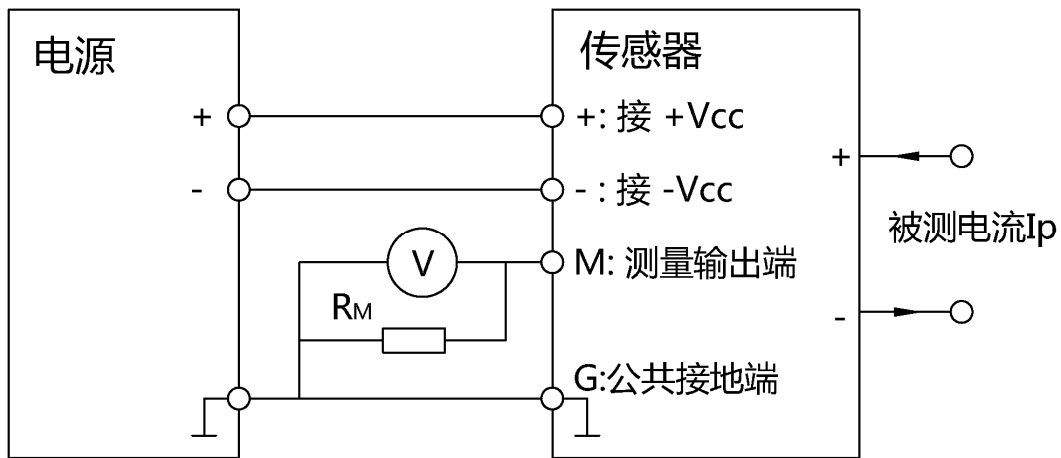 电源
传感器
+
+: 接 +Vcc
-
- : 接 -Vcc
+
被测电流Ip
V
M: 测量输出端
RM
-
G:公共接地端